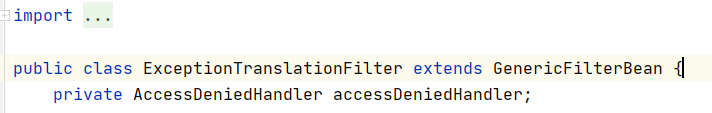 import ...
public class ExceptionTranslationFilter extends GenericFilterBean {
private AccessDeniedHandler accessDeniedHandler;